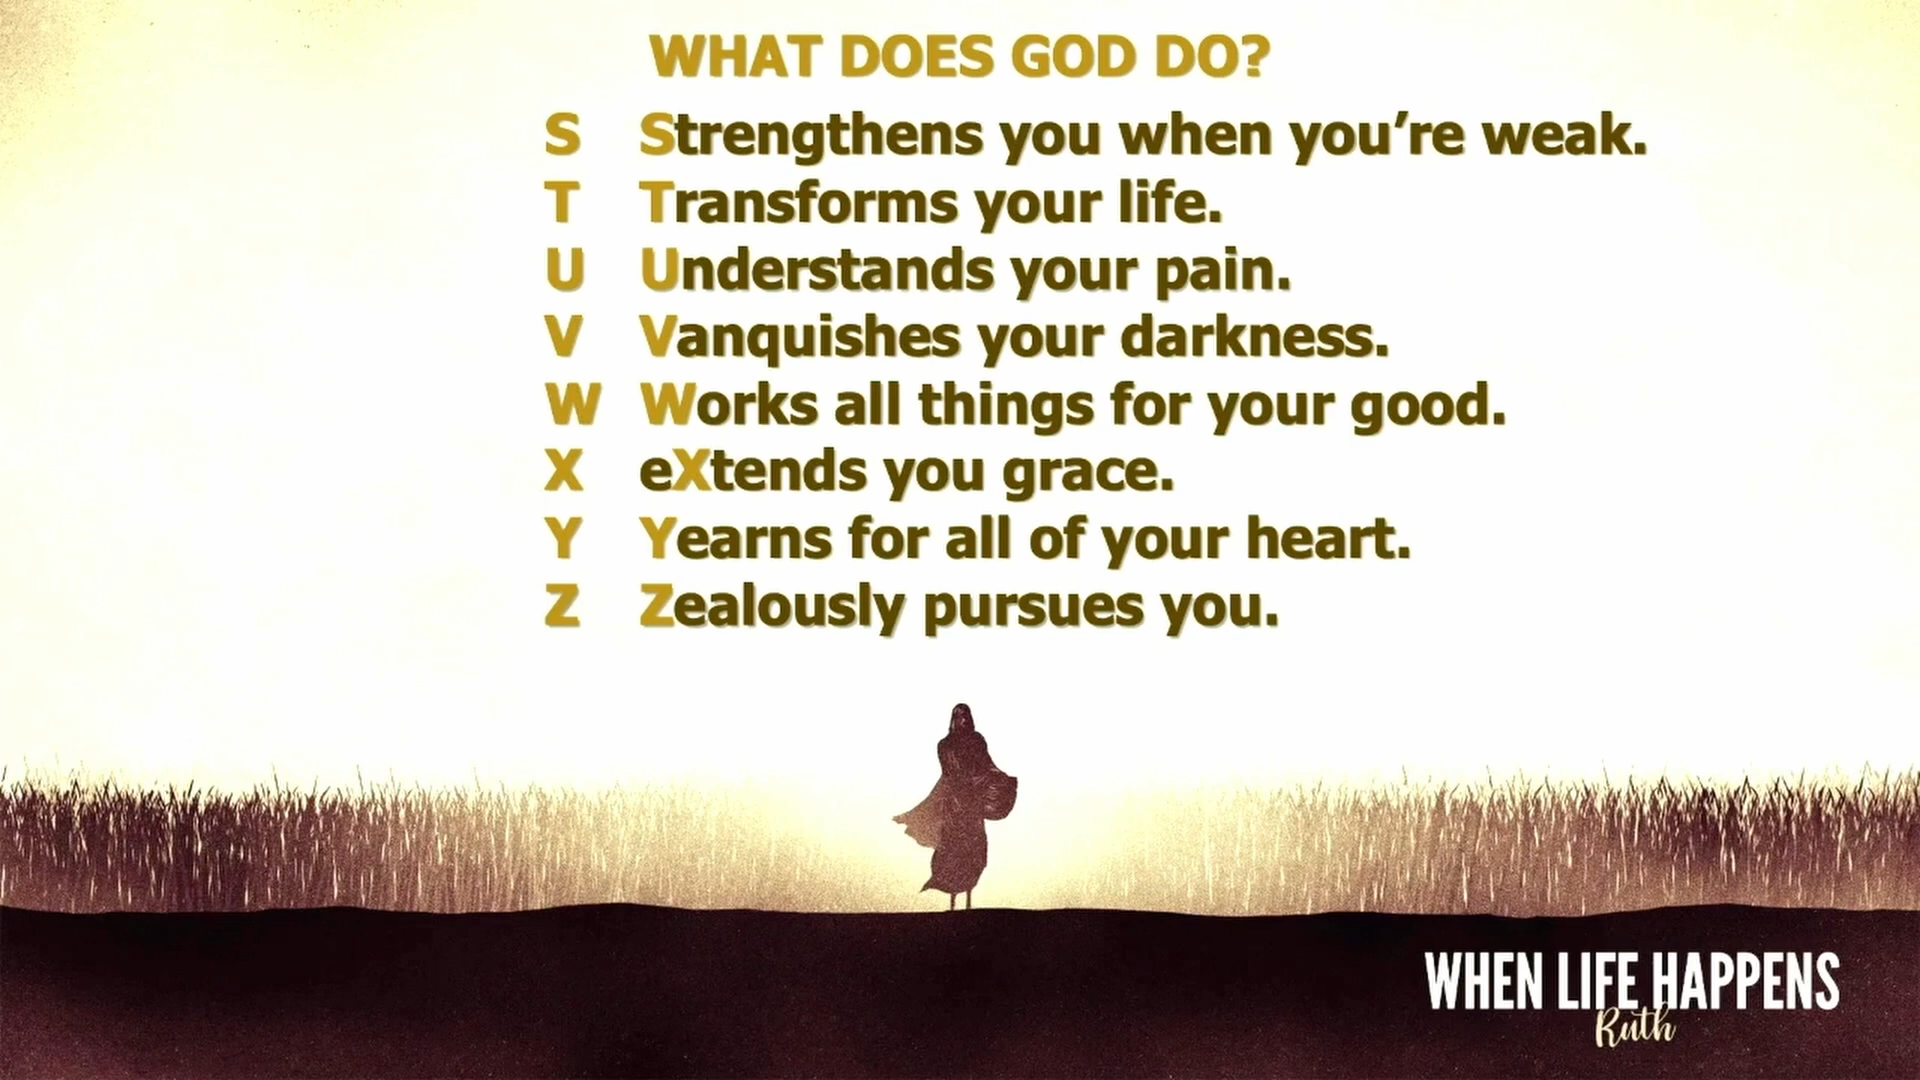 WHAT DOES GOD DO?
S Strengthens you when you’re weak.
T Transforms your life.
U Understands your pain.
V Vanquishes your darkness.
W Works all things for your good.
X eXtends you grace.
Y Yearns for all of your heart.
Z Zealously pursues you.
WHEN LIFE HAPPENS
Ruth